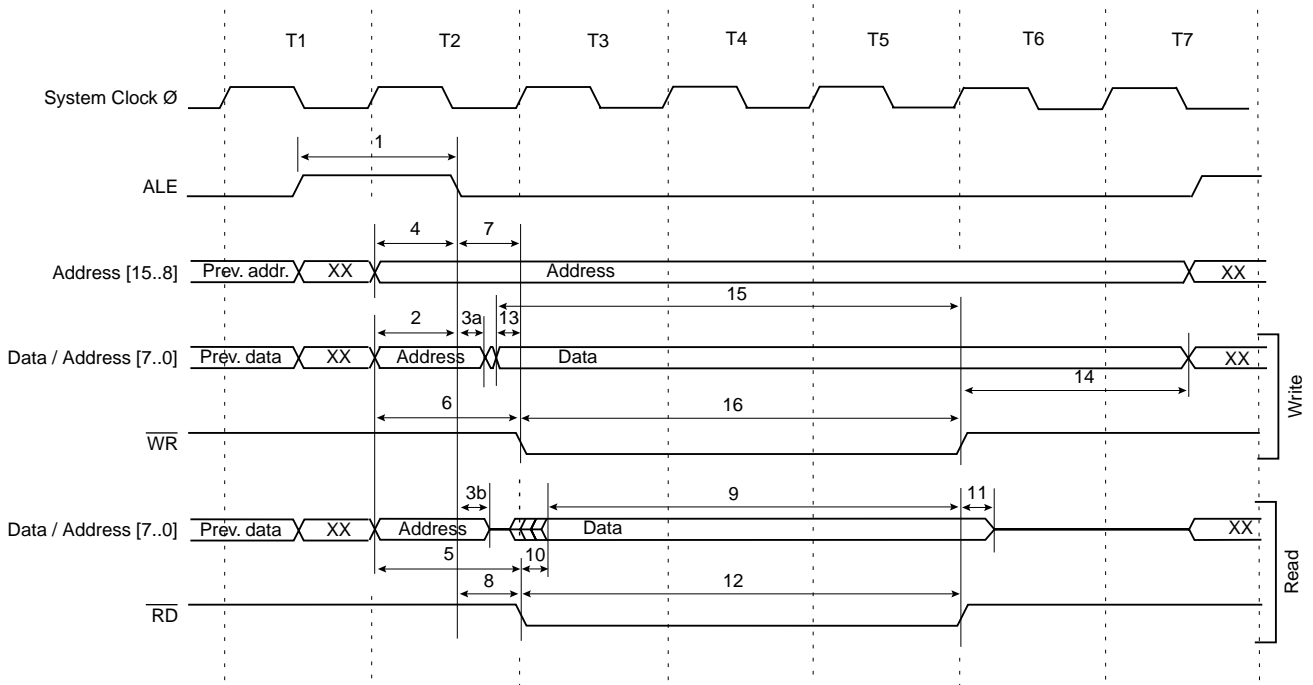 T1 T2 T3 T4 T5 T6 T7
System Clock Ø
1
ALE
4 7
Address [15..8] Prev. addr. XX Address XX
15
2 3a 13
Data / Address [7..0] Prev. data XX Address Data XX
14
6 16
WR
Write
3b 9 11
Data / Address [7..0] Prev. data XX Address Data XX
5 10
8 12
RD
Read